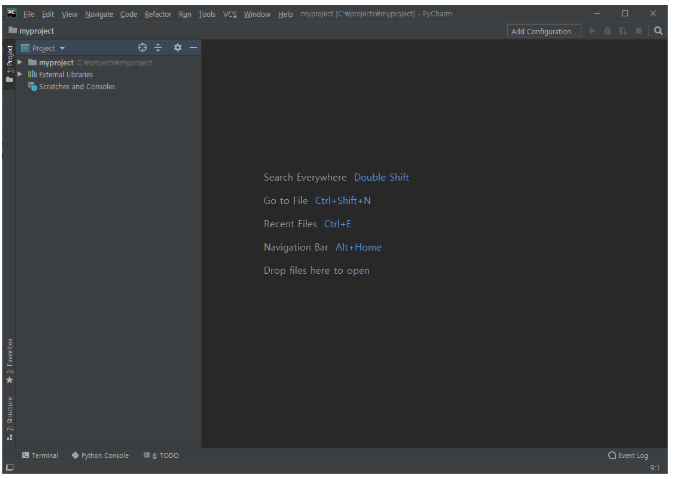 PC File Edit View Navigate Code Refactor Run Tools VCS Window Help myproject [C:₩projects₩myproject] - PyCharm
myproject
Add Configuration...
1: Project
Project
myproject C:₩projects₩myproject
External Libraries
Scratches and Consoles
Search Everywhere Double Shift
Go to File Ctrl+Shift+N
Recent Files Ctrl+E
Navigation Bar Alt+Home
Drop files here to open
2: Favorites
7: Structure
Terminal Python Console 6: TODO Event Log
9:1